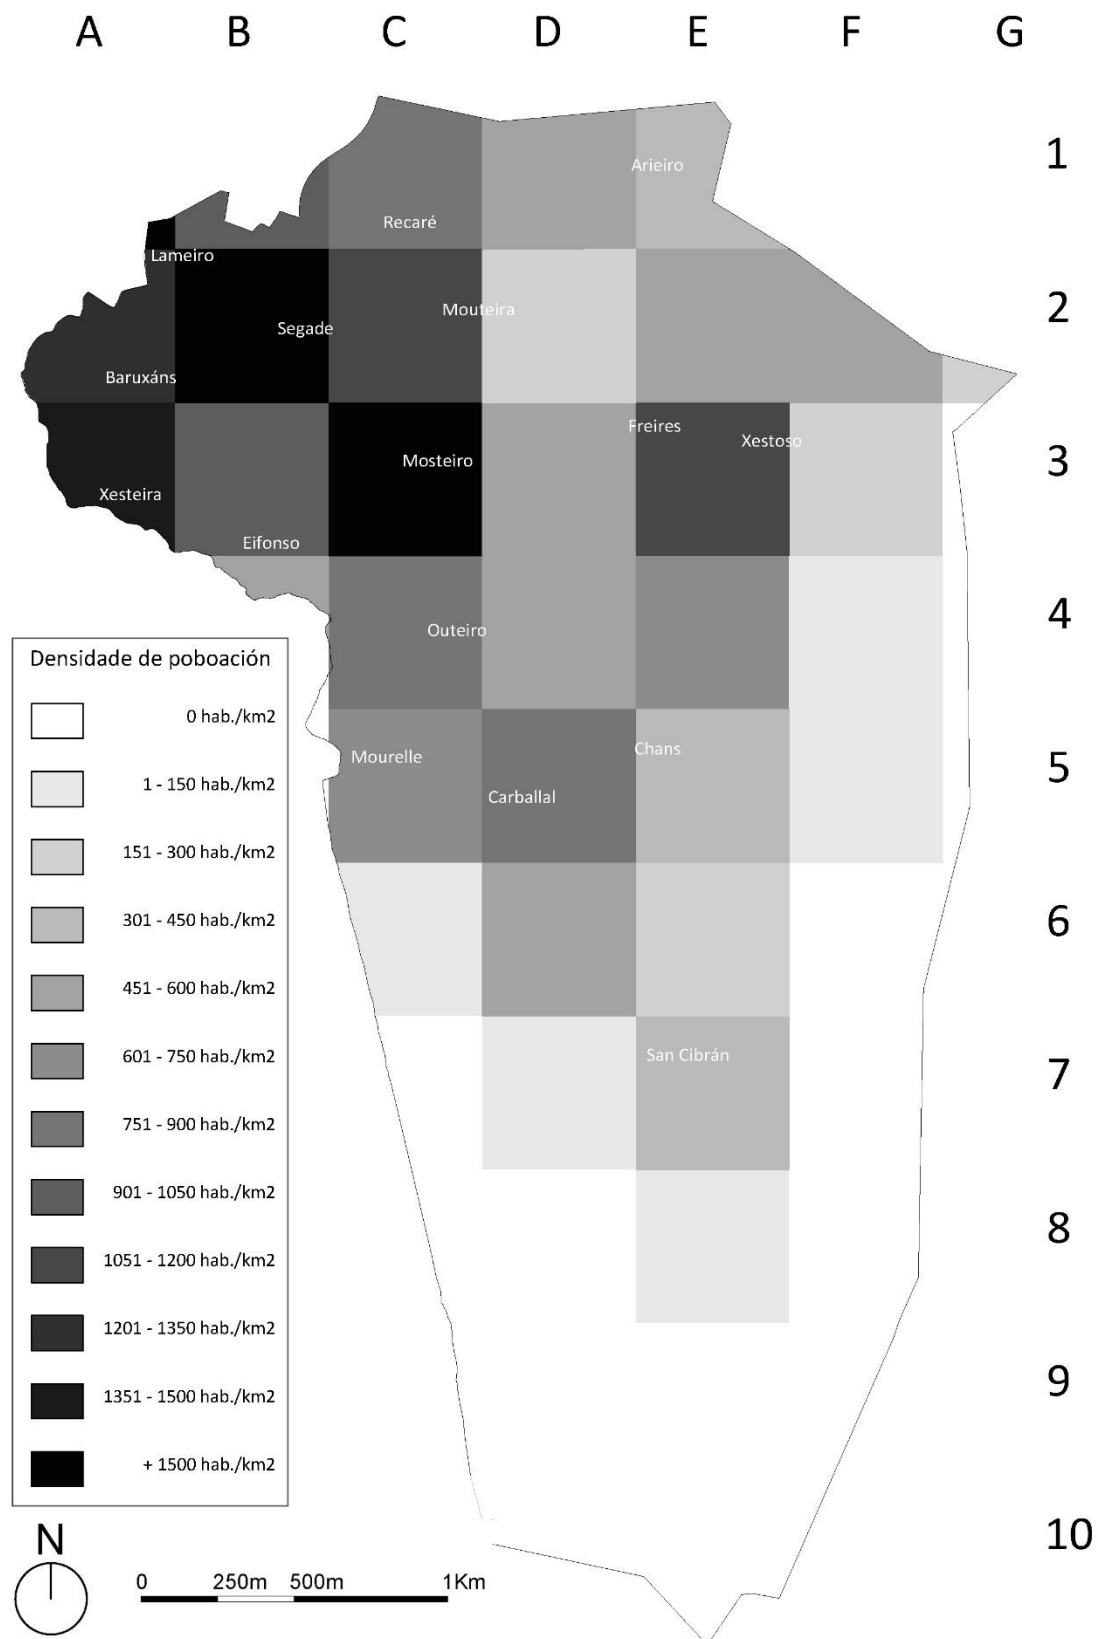 A B C D E F G
1
Arieiro
Recaré
Lameiro
2
Mouteira
Segade
Baruxáns
Freires
Xestoso
3
Mosteiro
Xesteira
Eifonso
4
Outeiro
Densidade de poboación
0 hab./km2
1 - 150 hab./km2
151 - 300 hab./km2
301 - 450 hab./km2
451 - 600 hab./km2
601 - 750 hab./km2
751 - 900 hab./km2
901 - 1050 hab./km2
1051 - 1200 hab./km2
1201 - 1350 hab./km2
1351 - 1500 hab./km2
+ 1500 hab./km2
Chans
Mourelle
5
Carballal
6
San Cibrán
7
8
9
10
N
0 250m 500m 1Km